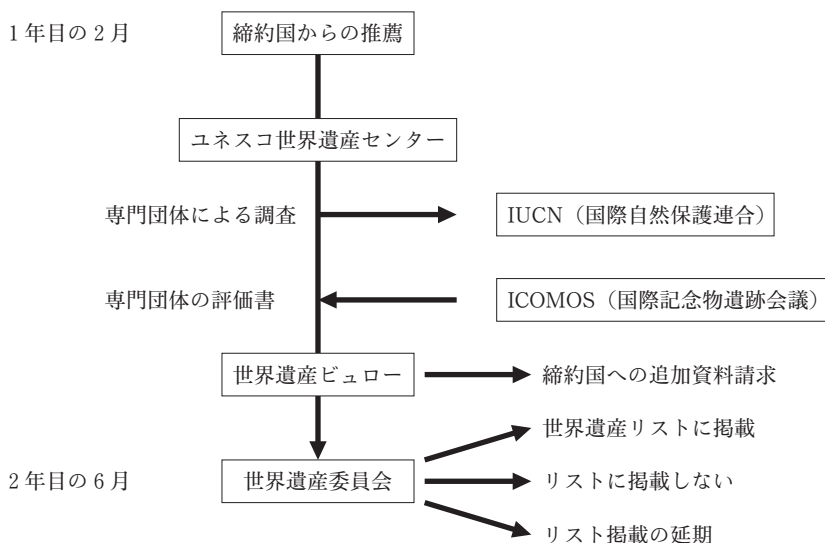 1年目の2月
締約国からの推薦
ユネスコ世界遺産センター
専門団体による調査
IUCN（国際自然保護連合）
専門団体の評価書
ICOMOS（国際記念物遺跡会議）
世界遺産ビュロー
締約国への追加資料請求
世界遺産リストに掲載
2年目の6月
世界遺産委員会
リストに掲載しない
リスト掲載の延期